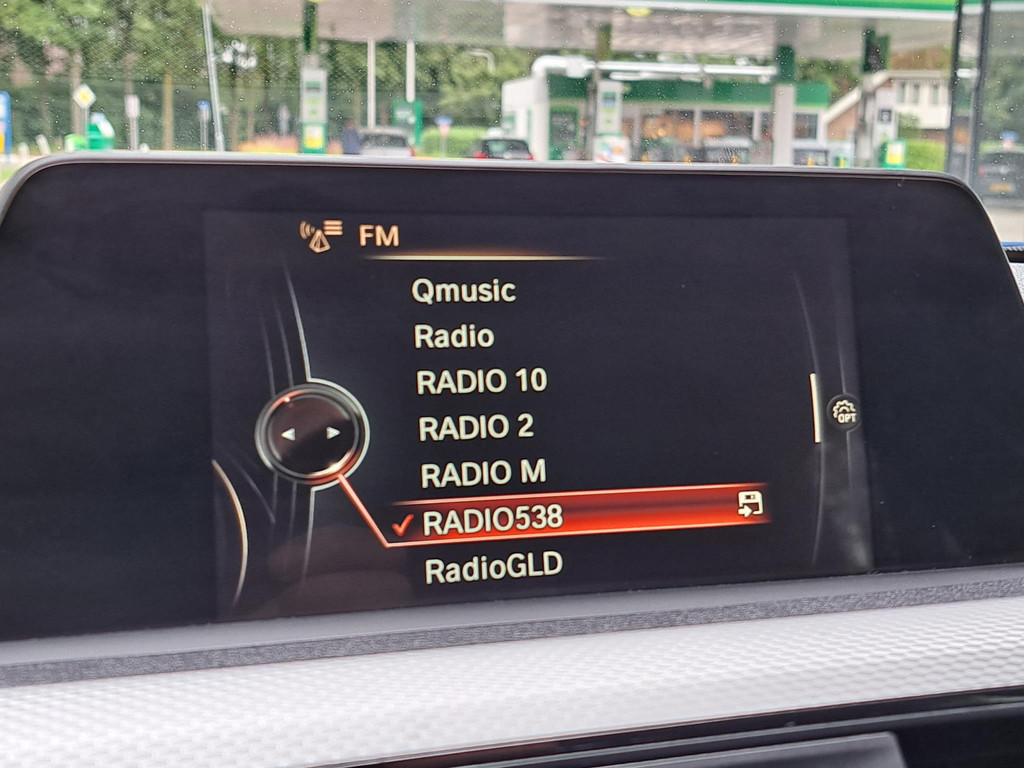 FM
Qmusic
Radio
RADIO 10
RADIO 2
RADIO M
RADIO538
RadioGLD
OPT